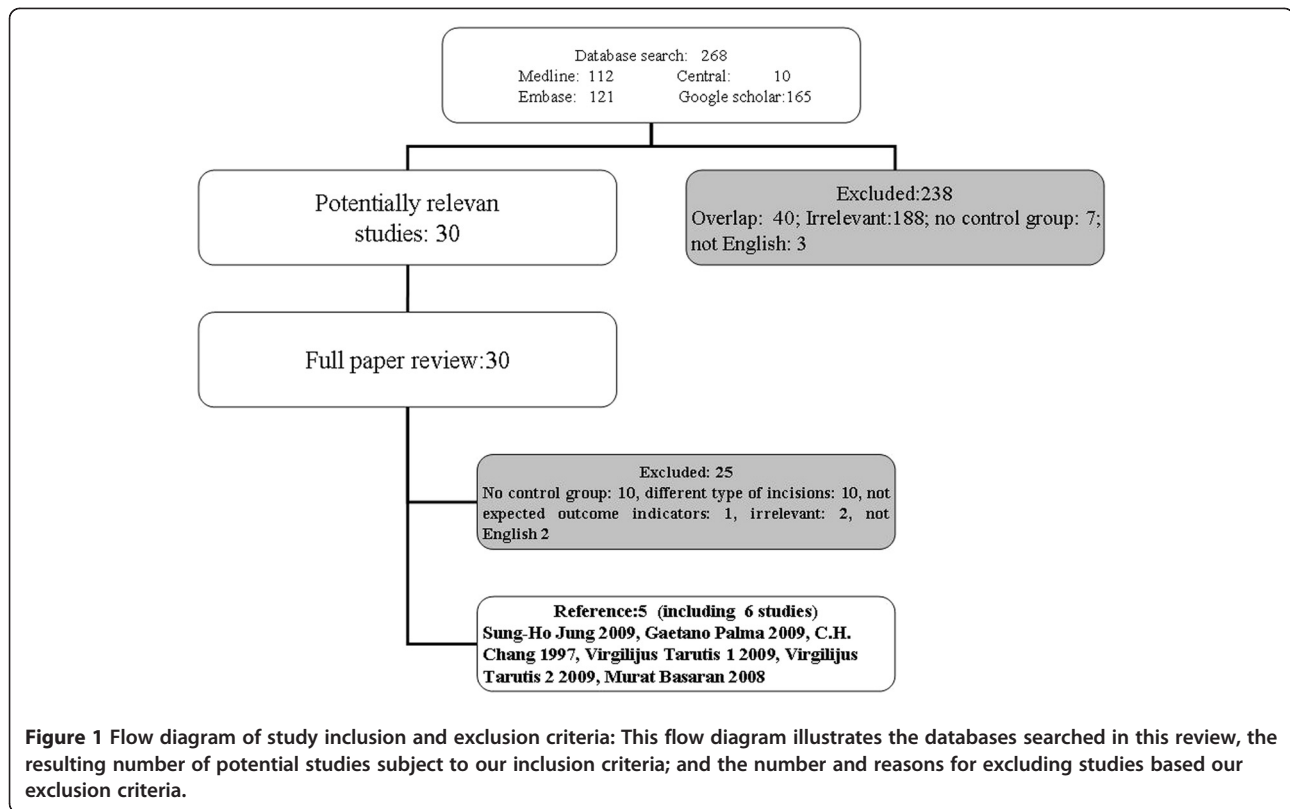 Database search: 268
Medline: 112 Central: 10
Embase: 121 Google scholar:165
Potentially relevan
studies: 30
Excluded:238
Overlap: 40; Irrelevant:188; no control group: 7;
not English: 3
Full paper review:30
Excluded: 25
No control group: 10, different type of incisions: 10, not
expected outcome indicators: 1, irrelevant: 2, not
English 2
Reference:5 (including 6 studies)
Sung-Ho Jung 2009, Gaetano Palma 2009, C.H.
Chang 1997, Virgilijus Tarutis 1 2009, Virgilijus
Tarutis 2 2009, Murat Basaran 2008
Figure 1 Flow diagram of study inclusion and exclusion criteria: This flow diagram illustrates the databases searched in this review, the
resulting number of potential studies subject to our inclusion criteria; and the number and reasons for excluding studies based our
exclusion criteria.